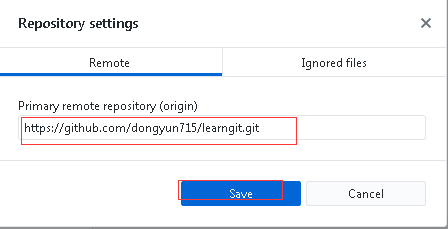 Repository settings
Remote
Ignored files
Primary remote repository (origin)
https://github.com/dongyun715/learngit.git
Save
Cancel